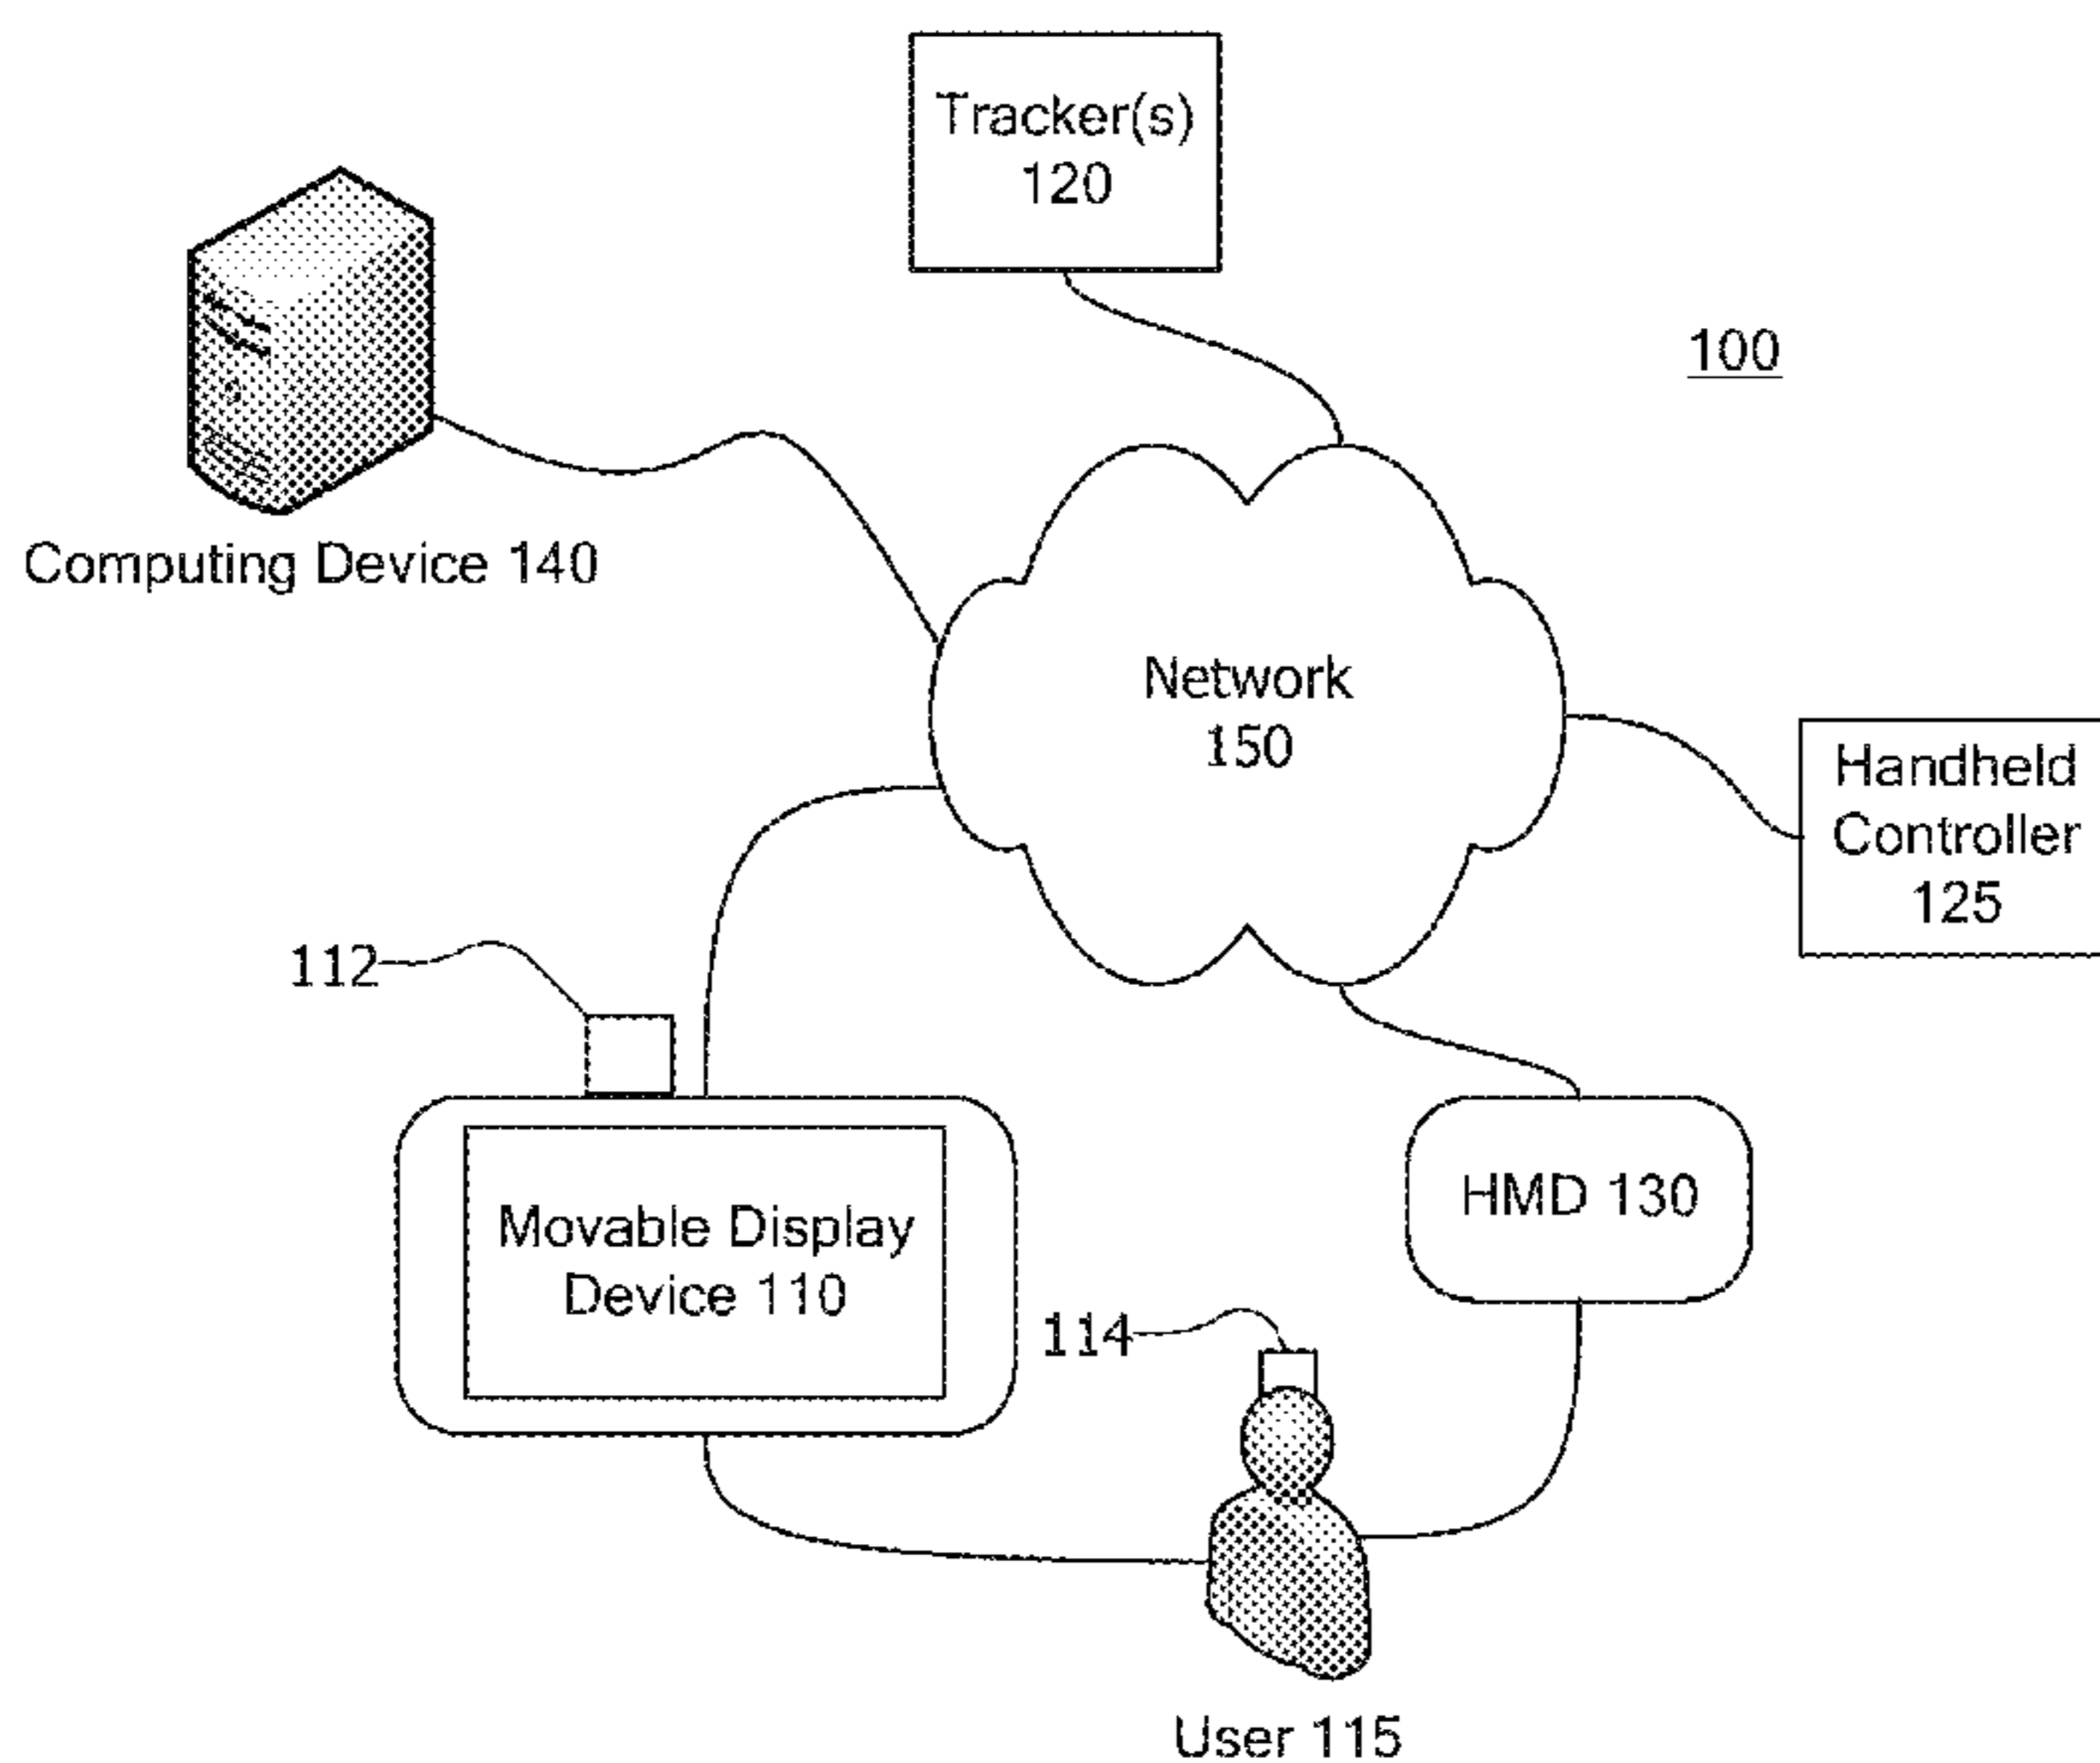 Tracker(s)
120
100
Computing Device 140
Network
150
Handheld
Controller
125
112
Movable Display
Device 110
HMD 130
114
User 115